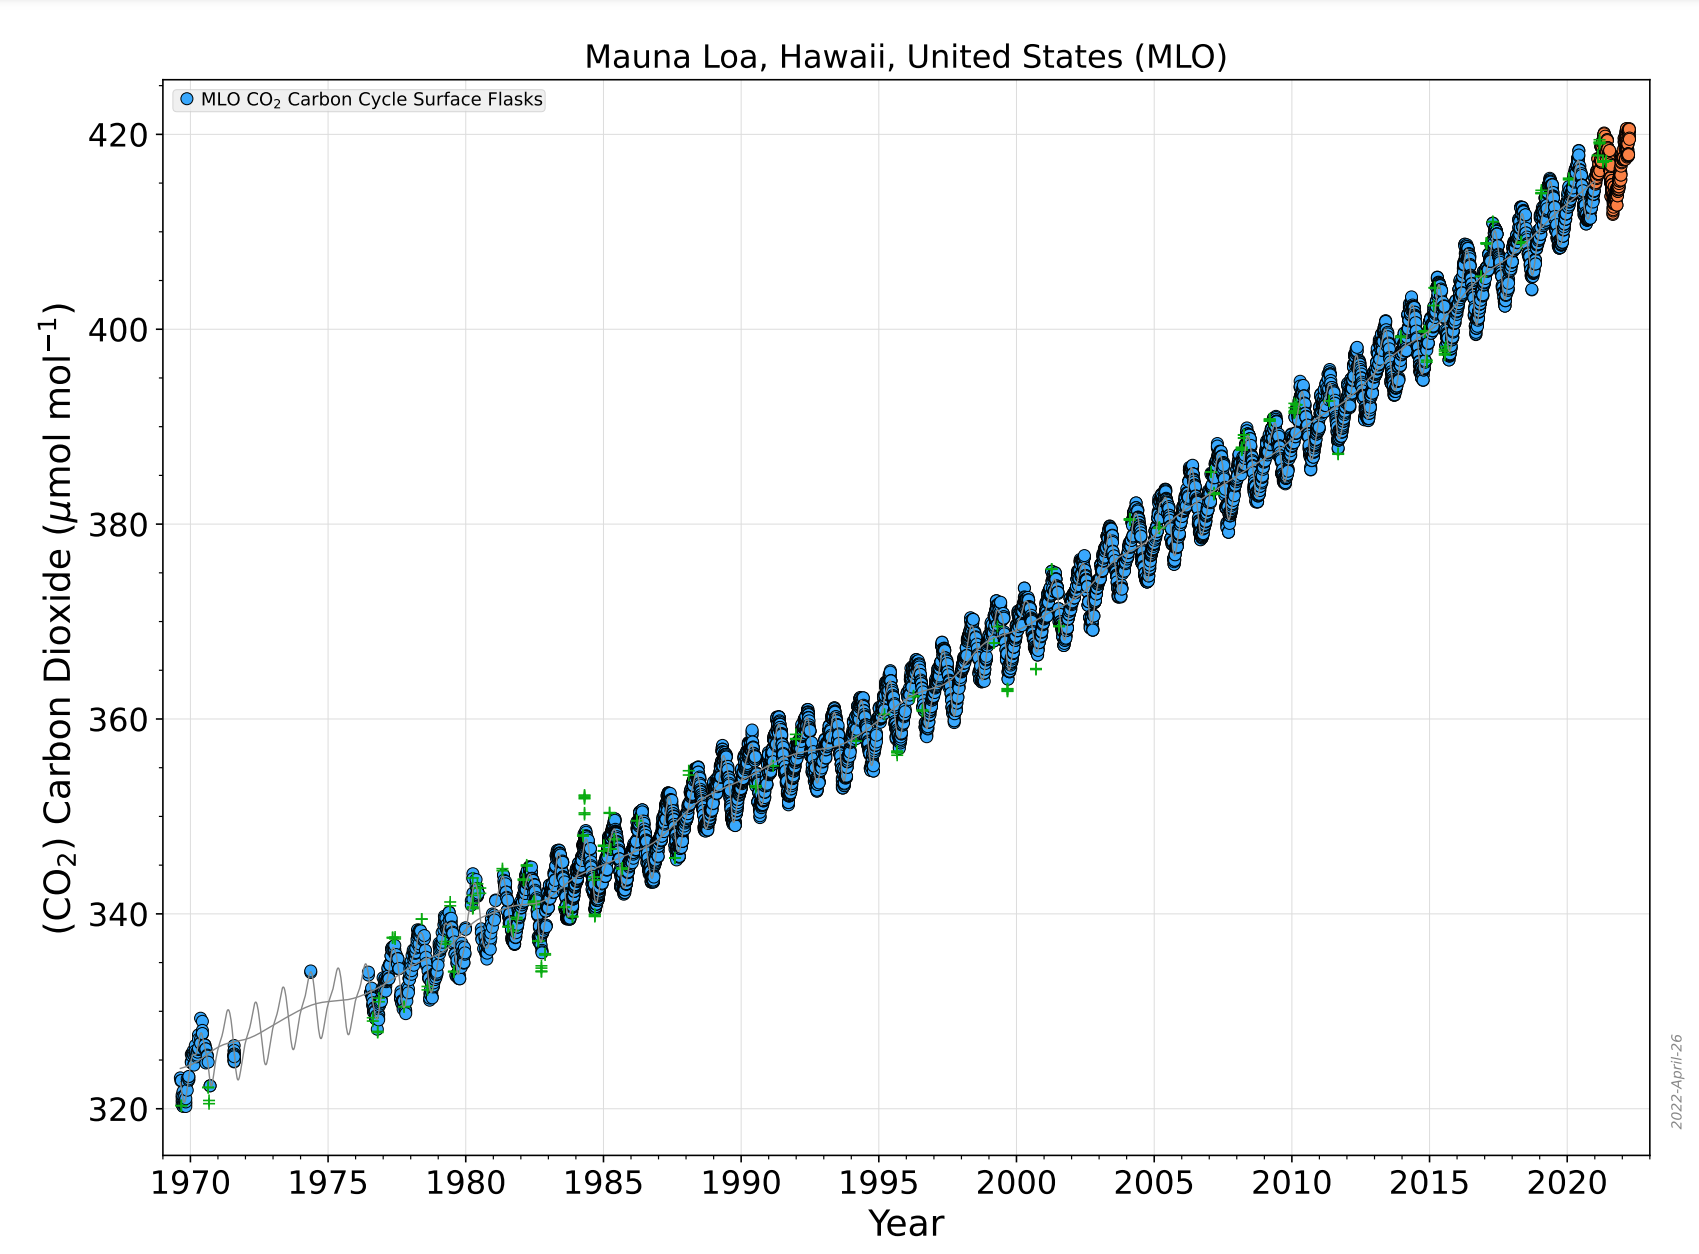 Mauna Loa, Hawaii, United States (MLO)
MLO CO₂ Carbon Cycle Surface Flasks
(CO₂) Carbon Dioxide (μmol mol⁻¹)
420
400
380
360
340
320
1970 1975 1980 1985 1990 1995 2000 2005 2010 2015 2020
Year
2022-April-26